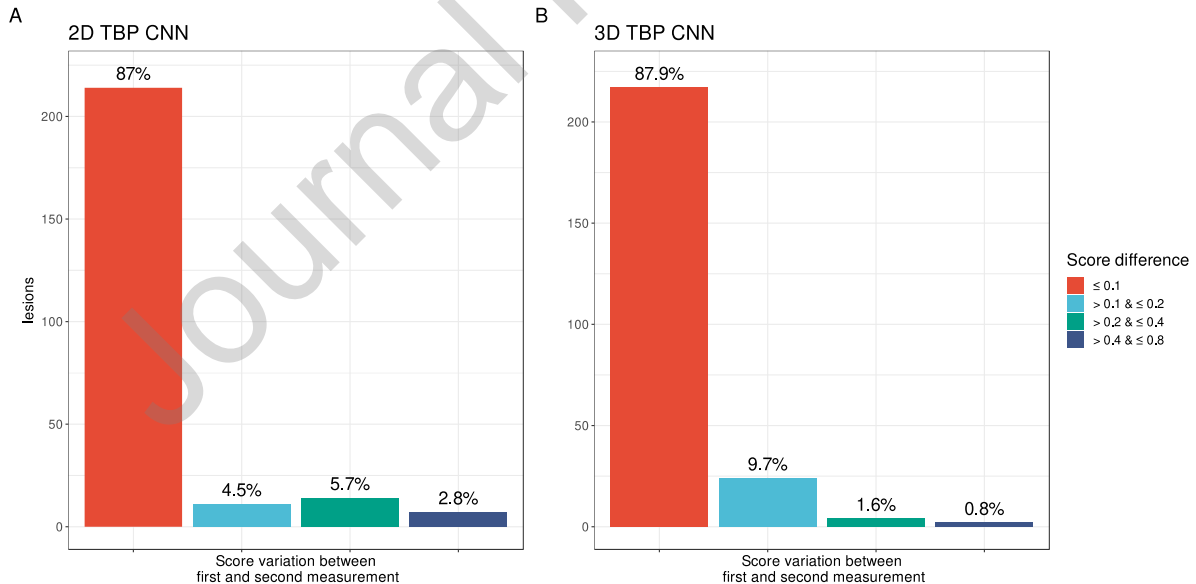 A
2D TBP CNN
87%
4.5%
5.7%
2.8%
200
150
100
50
0
lesions
Score variation between
first and second measurement
B
3D TBP CNN
87.9%
9.7%
1.6%
0.8%
200
150
100
50
0
Score variation between
first and second measurement
Score difference
≤ 0.1
> 0.1 & ≤ 0.2
> 0.2 & ≤ 0.4
> 0.4 & ≤ 0.8
Journal